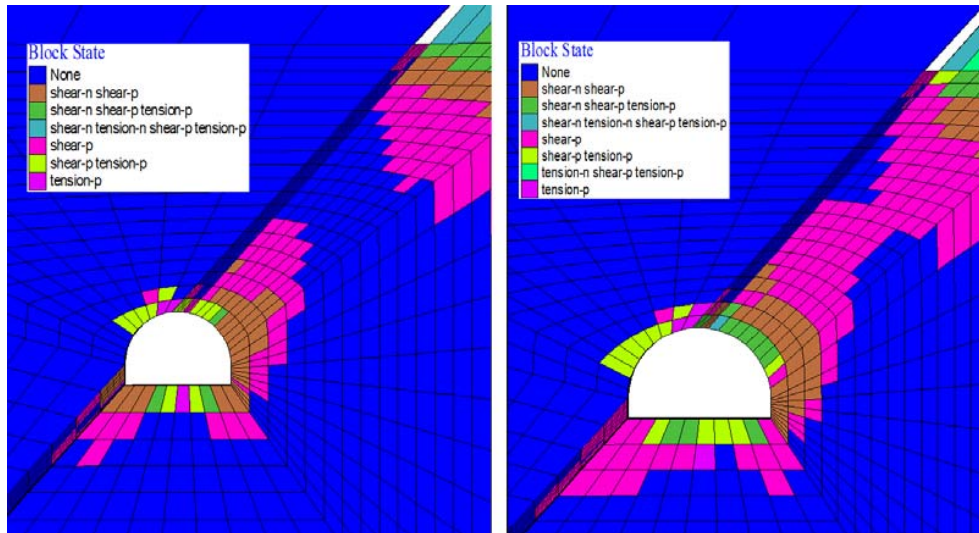 Block State
None
shear-n shear-p
shear-n shear-p tension-p
shear-n tension-n shear-p tension-p
shear-p
shear-p tension-p
tension-p
Block State
None
shear-n shear-p
shear-n shear-p tension-p
shear-n tension-n shear-p tension-p
shear-p
shear-p tension-p
tension-n shear-p tension-p
tension-p